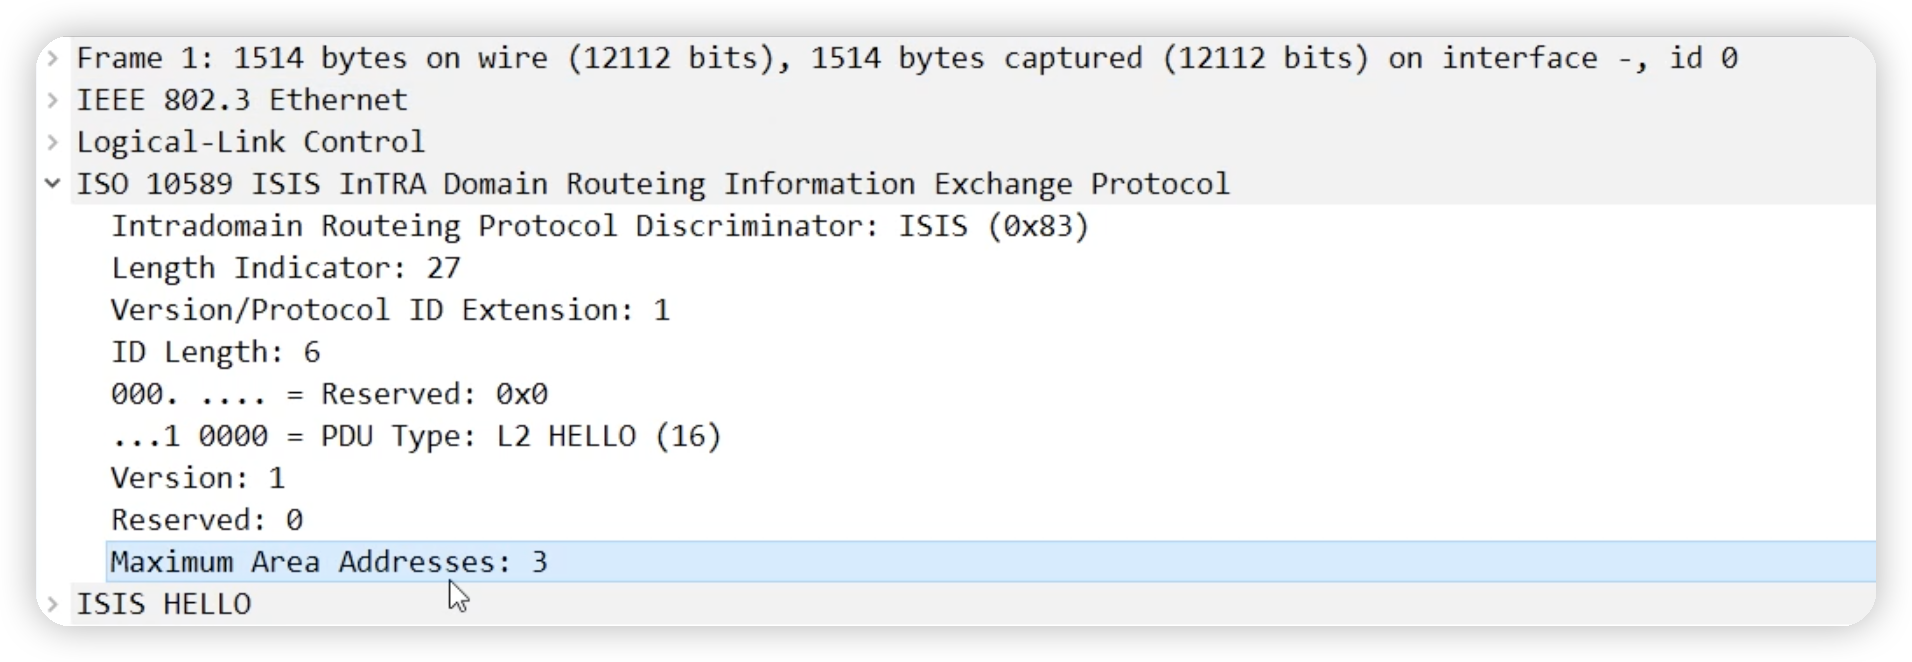 Frame 1: 1514 bytes on wire (12112 bits), 1514 bytes captured (12112 bits) on interface -, id 0
IEEE 802.3 Ethernet
Logical-Link Control
ISO 10589 ISIS InTRA Domain Routeing Information Exchange Protocol
Intradomain Routeing Protocol Discriminator: ISIS (0x83)
Length Indicator: 27
Version/Protocol ID Extension: 1
ID Length: 6
000. .... = Reserved: 0x0
...1 0000 = PDU Type: L2 HELLO (16)
Version: 1
Reserved: 0
Maximum Area Addresses: 3
ISIS HELLO